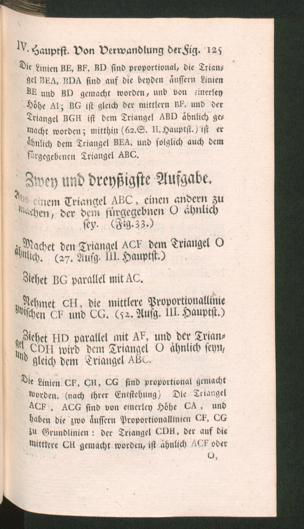 IV. Hauptst. Von Verwandlung der Fig. 125
Die Linien BE, BF, BD sind proportional, die Trian-
gel BEA, BDA sind auf die beyden äussern Linien
BE und BD gemacht worden, und von einerley
Höhe AI; BG ist gleich der mittlern BF, und der
Triangel BGH ist dem Triangel ABD ähnlich ge-
macht worden; mithin (62.S. II.Hauptst.) ist er
ähnlich dem Triangel BEA, und folglich auch dem
fürgegebenen Triangel ABC.
Zwey und dreyßigste Aufgabe.
Aus einem Triangel ABC, einen andern zu
machen, der dem fürgegebnen O ähnlich
sey. (Fig.33.)
Machet den Triangel ACF dem Triangel O
ähnlich. (27. Aufg. III. Hauptst.)
Ziehet BG parallel mit AC.
Nehmet CH, die mittlere Proportionallinie
zwischen CF und CG. (52. Aufg. III. Hauptst.)
Ziehet HD parallel mit AF, und der Trian-
gel CDH wird dem Triangel O ähnlich seyn,
und gleich dem Triangel ABC.
Die Linien CF, CH, CG sind proportional gemacht
worden, (nach ihrer Entstehung) Die Triangel
ACF, ACG sind von einerley Höhe CA, und
haben die zwo äussern Proportionallinien CF, CG
zu Grundlinien: der Triangel CDH, der auf die
mittlere CH gemacht worden, ist ähnlich ACF oder
O,